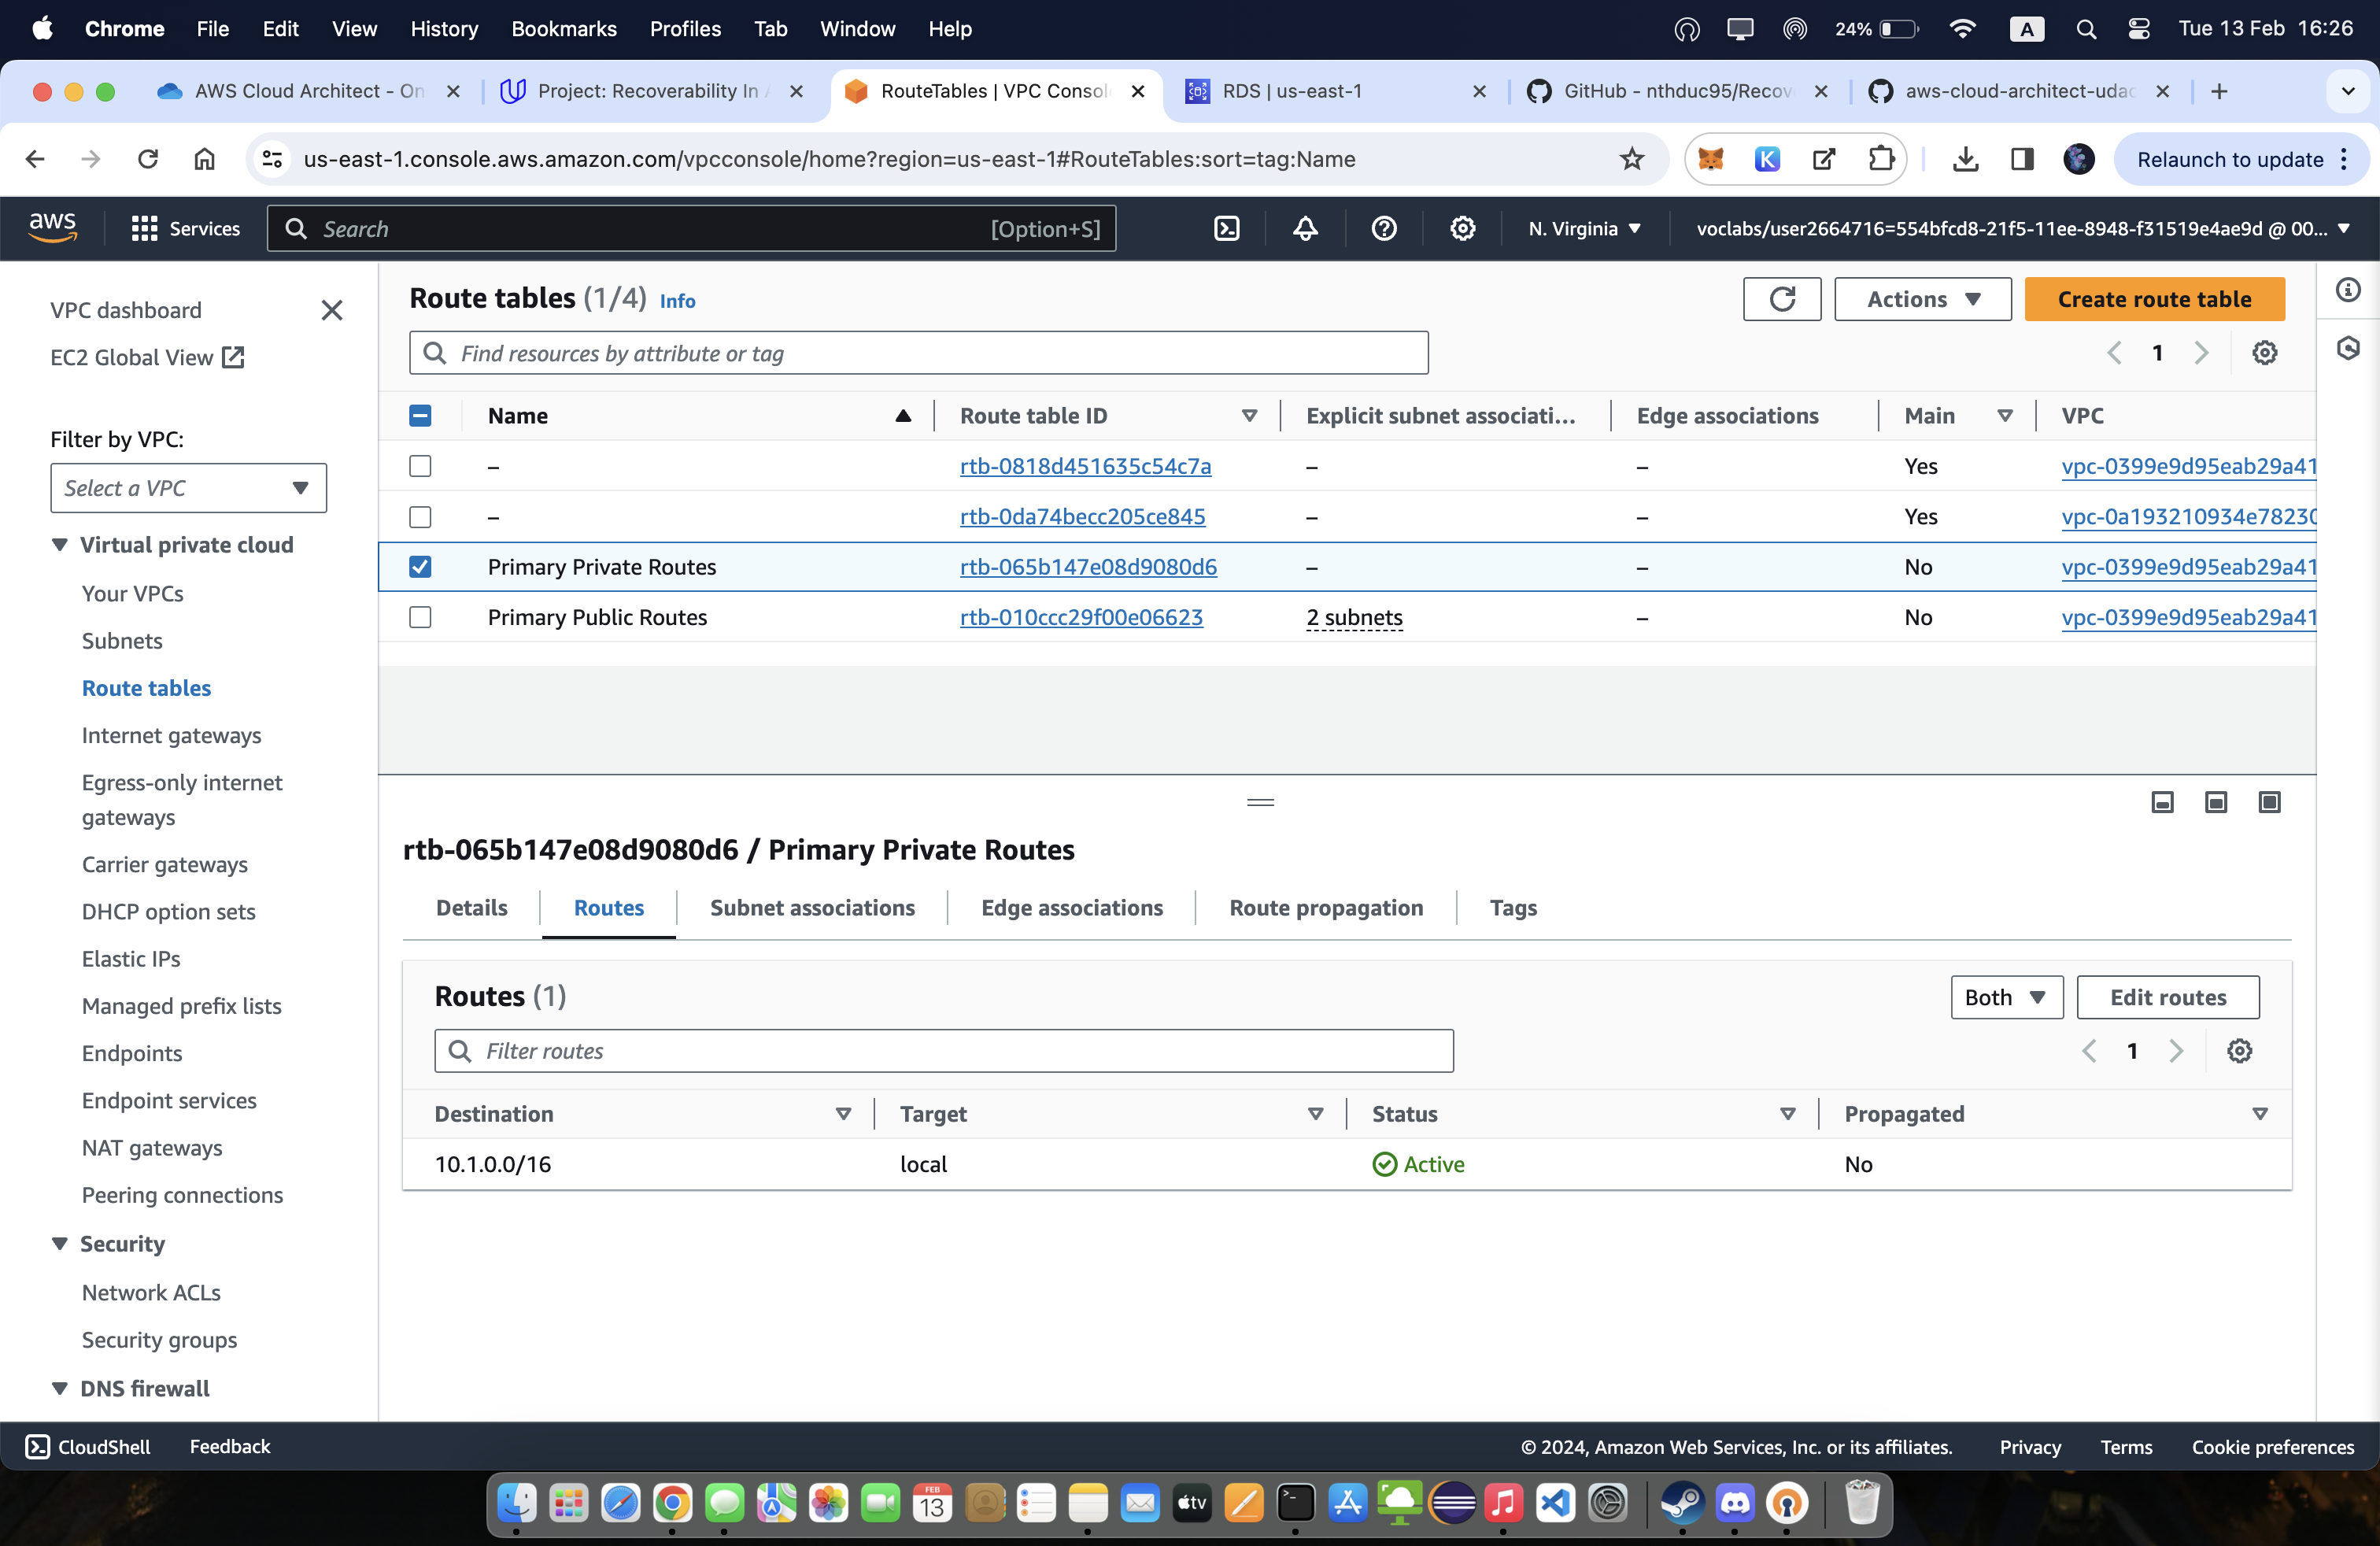 Chrome File Edit View History Bookmarks Profiles Tab Window Help 24% A Tue 13 Feb 16:26
AWS Cloud Architect - On Project: Recoverability In A RouteTables | VPC Consol RDS | us-east-1 GitHub - nthduc95/Recov aws-cloud-architect-udac
us-east-1.console.aws.amazon.com/vpcconsole/home?region=us-east-1#RouteTables:sort=tag:Name K Relaunch to update
aws Services Search [Option+S] N. Virginia voclabs/user2664716=554bfcd8-21f5-11ee-8948-f31519e4ae9d @ 00...
VPC dashboard
EC2 Global View
Filter by VPC:
Select a VPC
Virtual private cloud
Your VPCs
Subnets
Route tables
Internet gateways
Egress-only internet
gateways
Carrier gateways
DHCP option sets
Elastic IPs
Managed prefix lists
Endpoints
Endpoint services
NAT gateways
Peering connections
Security
Network ACLs
Security groups
DNS firewall
Route tables (1/4) Info Actions Create route table
Find resources by attribute or tag 1
Name Route table ID Explicit subnet associati... Edge associations Main VPC
– rtb-0818d451635c54c7a – – Yes vpc-0399e9d95eab29a41
– rtb-0da74becc205ce845 – – Yes vpc-0a193210934e78230
Primary Private Routes rtb-065b147e08d9080d6 – – No vpc-0399e9d95eab29a41
Primary Public Routes rtb-010ccc29f00e06623 2 subnets – No vpc-0399e9d95eab29a41
rtb-065b147e08d9080d6 / Primary Private Routes
Details Routes Subnet associations Edge associations Route propagation Tags
Routes (1) Both Edit routes
Filter routes 1
Destination Target Status Propagated
10.1.0.0/16 local Active No
CloudShell Feedback © 2024, Amazon Web Services, Inc. or its affiliates. Privacy Terms Cookie preferences
FEB
13
tv